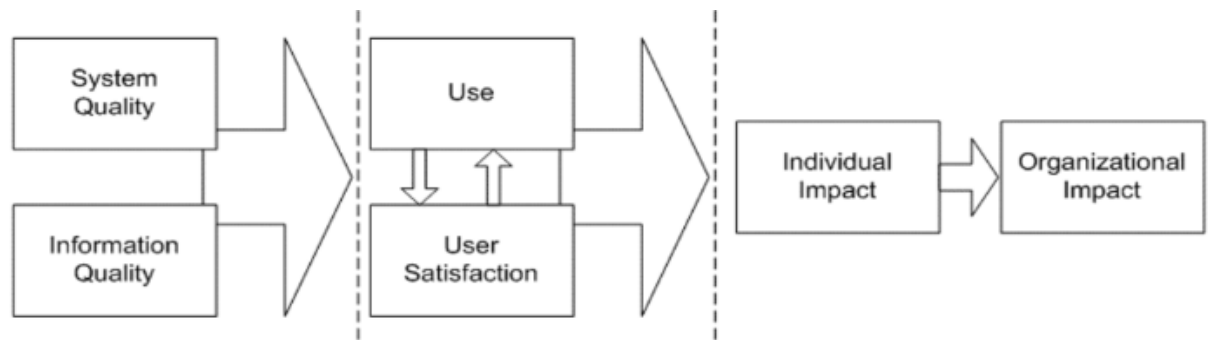 System
Quality
Information
Quality
Use
User
Satisfaction
Individual
Impact
Organizational
Impact